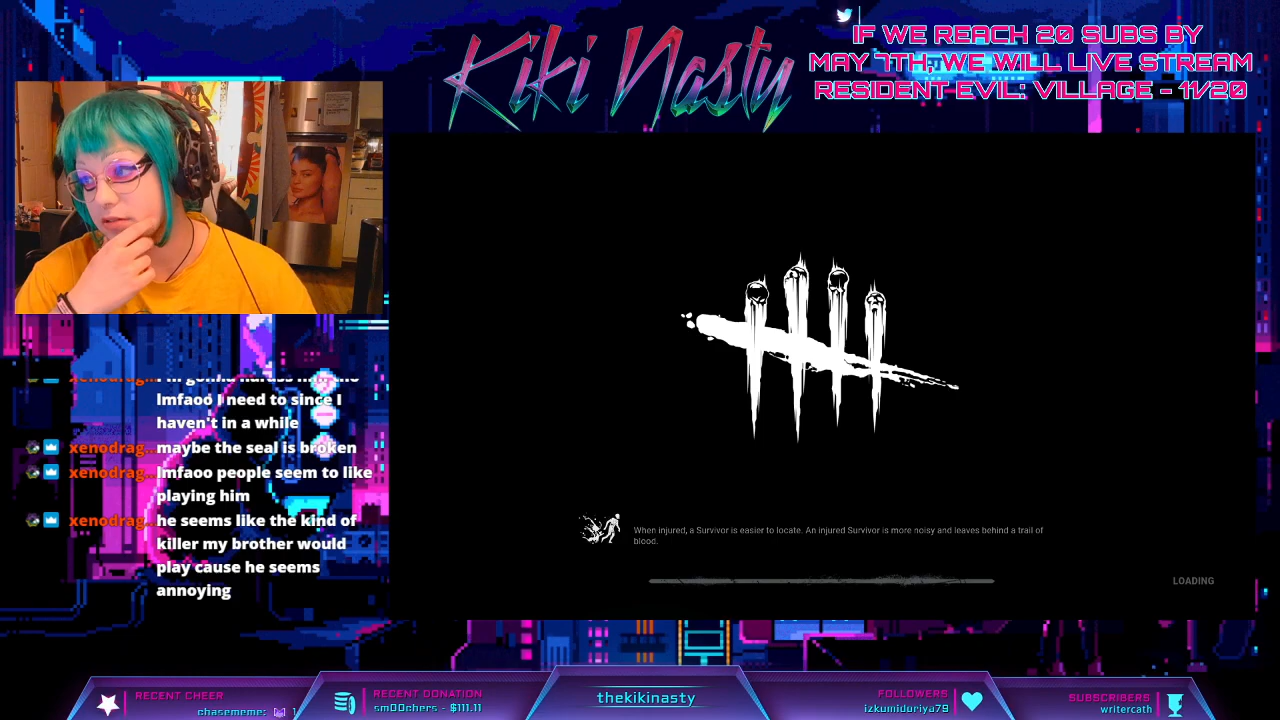 Kiki Nasty
IF WE REACH 20 SUBS BY
MAY 7TH, WE WILL LIVE STREAM
RESIDENT EVIL: VILLAGE - 11/20
lmfaoo I need to since I
haven't in a while
xenodrag... maybe the seal is broken
xenodrag... lmfaoo people seem to like
playing him
xenodrag... he seems like the kind of
killer my brother would
play cause he seems
annoying
When injured, a Survivor is easier to locate. An injured Survivor is more noisy and leaves behind a trail of
blood.
LOADING
RECENT CHEER
chasememe: 1
RECENT DONATION
sm00chers - $111.11
thekikinasty
FOLLOWERS
izkumidoriya79
SUBSCRIBERS
writercath